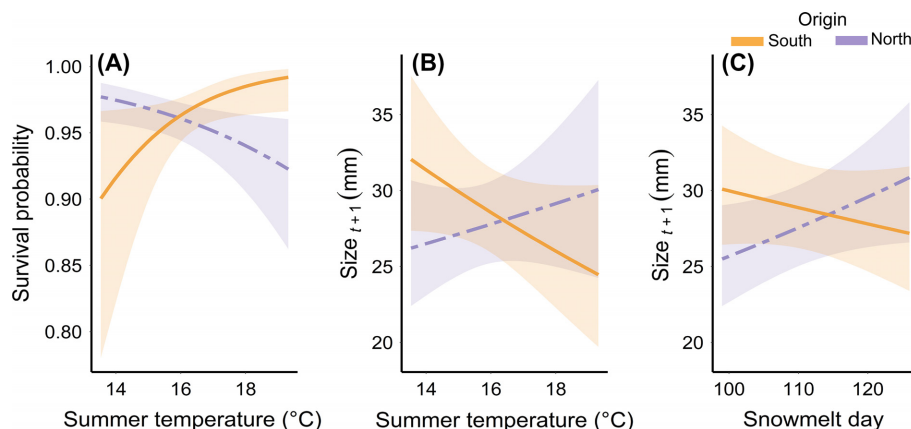 Origin
South North
(A) (B) (C)
1.00
0.95
0.90
0.85
0.80
Survival probability
14 16 18
Summer temperature (°C)
35
30
25
20
Size t + 1 (mm)
14 16 18
Summer temperature (°C)
35
30
25
20
Size t + 1 (mm)
100 110 120
Snowmelt day